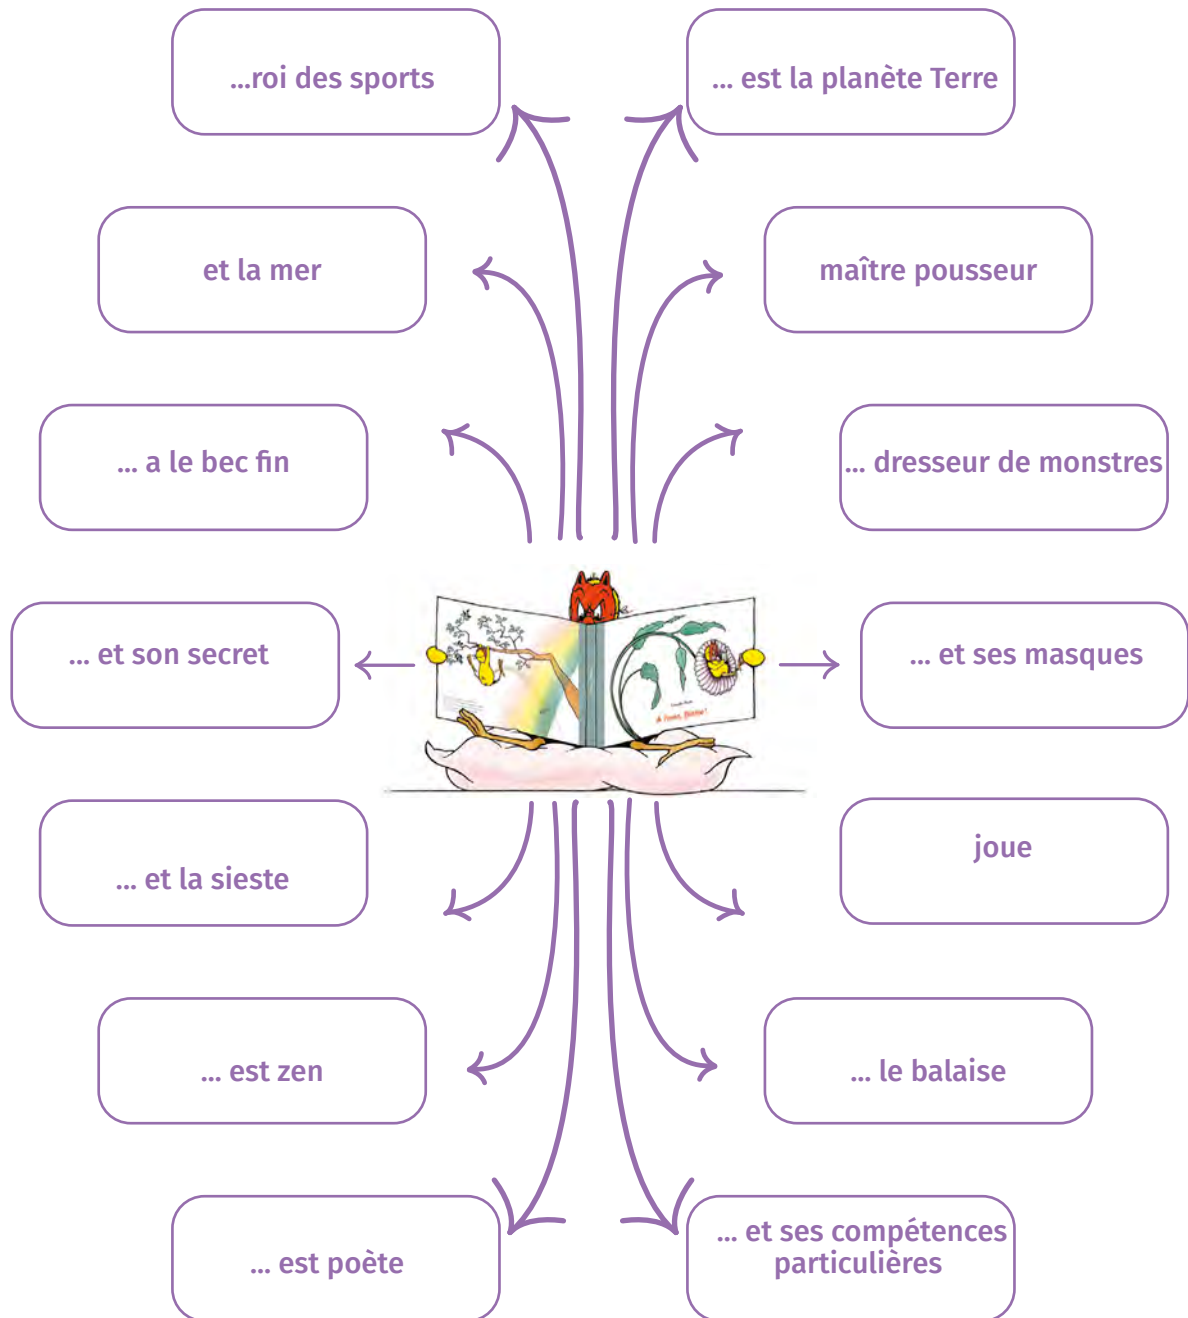 ...roi des sports
... est la planète Terre
et la mer
maître pousseur
... a le bec fin
... dresseur de monstres
... et son secret
... et ses masques
... et la sieste
joue
... est zen
... le balaise
... est poète
... et ses compétences
particulières